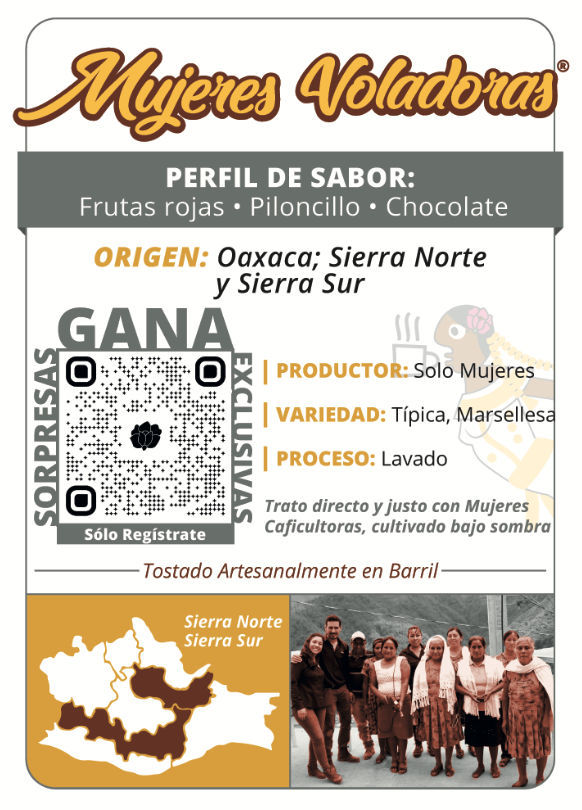 Mujeres Voladoras®
PERFIL DE SABOR:
Frutas rojas • Piloncillo • Chocolate
ORIGEN: Oaxaca; Sierra Norte
y Sierra Sur
GANA
SORPRESAS
EXCLUSIVAS
Sólo Regístrate
PRODUCTOR: Solo Mujeres
VARIEDAD: Típica, Marsellesa
PROCESO: Lavado
Trato directo y justo con Mujeres
Caficultoras, cultivado bajo sombra
Tostado Artesanalmente en Barril
Sierra Norte
Sierra Sur